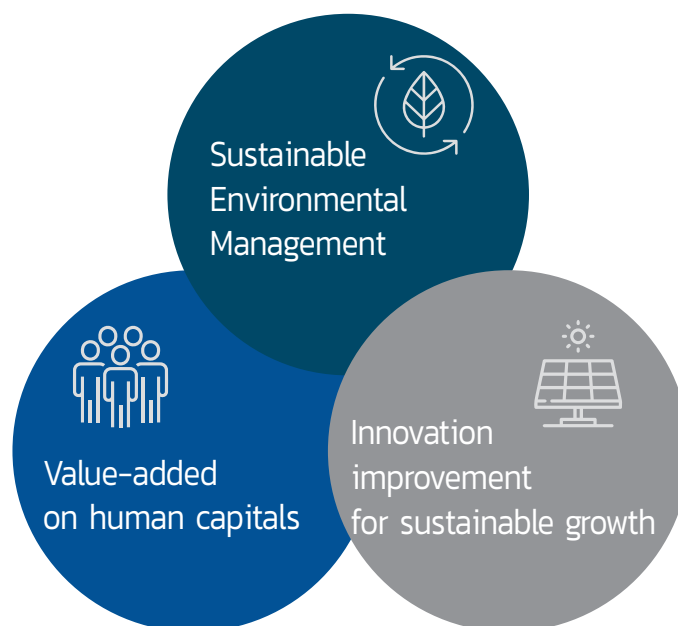 Sustainable
Environmental
Management
Value-added
on human capitals
Innovation
improvement
for sustainable growth